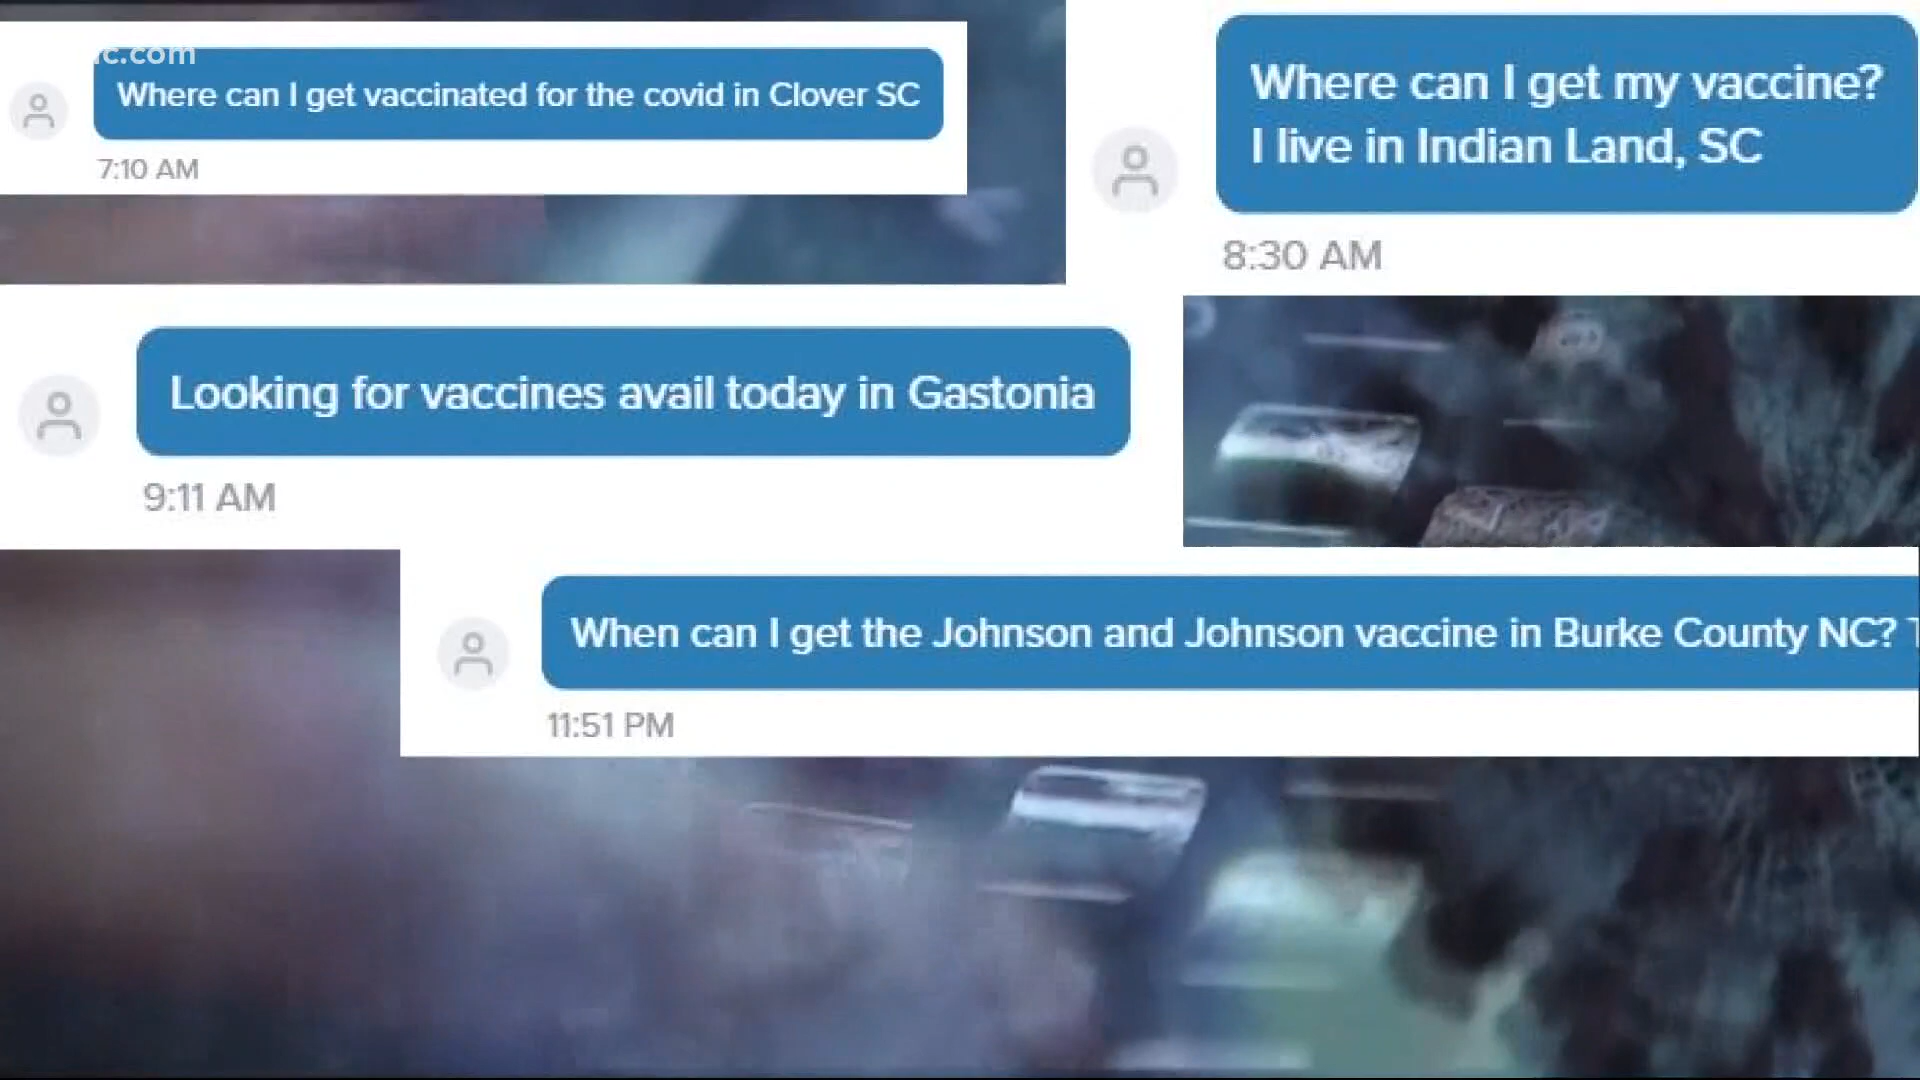 c.com
Where can I get vaccinated for the covid in Clover SC
7:10 AM
Where can I get my vaccine?
I live in Indian Land, SC
8:30 AM
Looking for vaccines avail today in Gastonia
9:11 AM
When can I get the Johnson and Johnson vaccine in Burke County NC?
11:51 PM